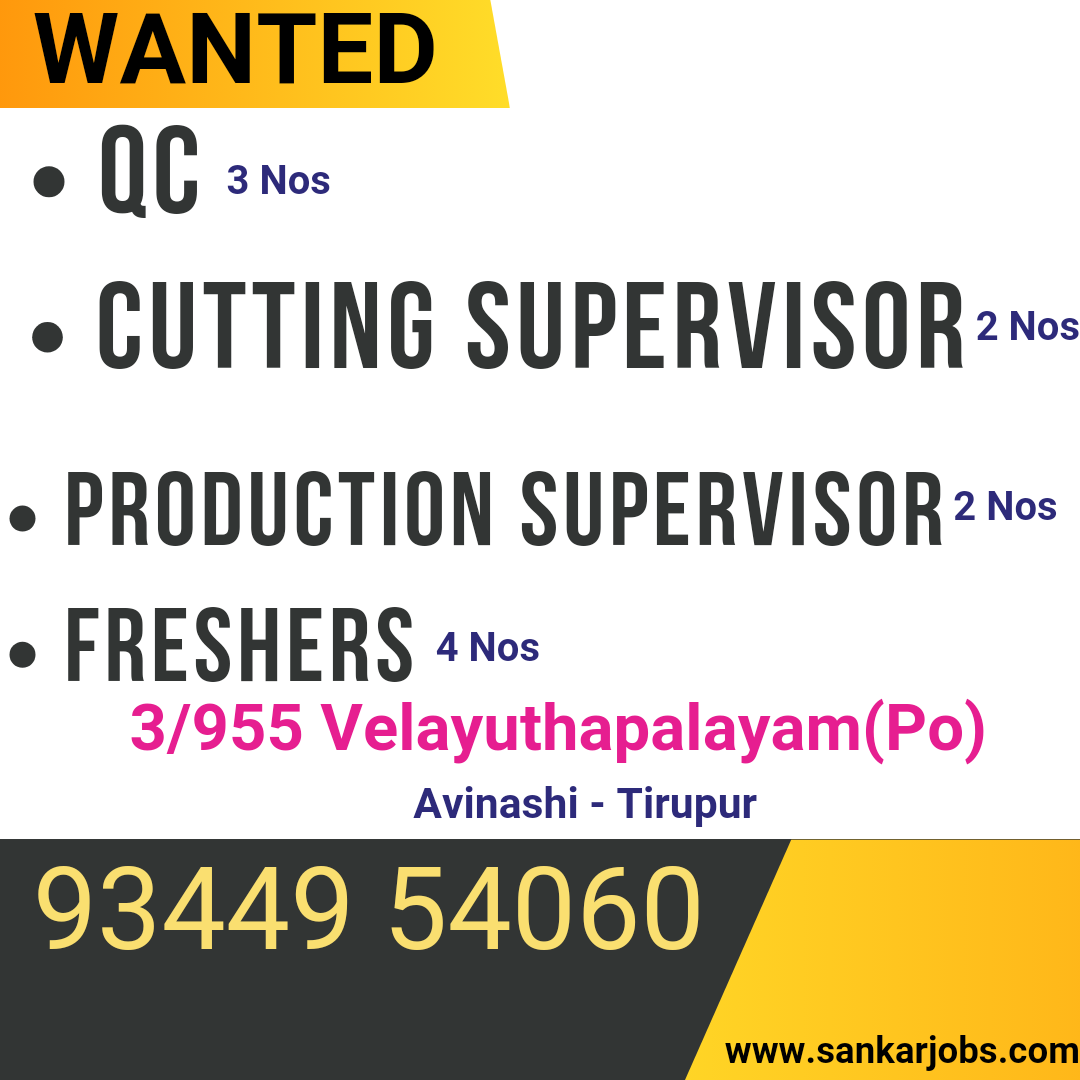 WANTED
• QC 3 Nos
• CUTTING SUPERVISOR 2 Nos
• PRODUCTION SUPERVISOR 2 Nos
• FRESHERS 4 Nos
3/955 Velayuthapalayam(Po)
Avinashi - Tirupur
93449 54060
www.sankarjobs.com